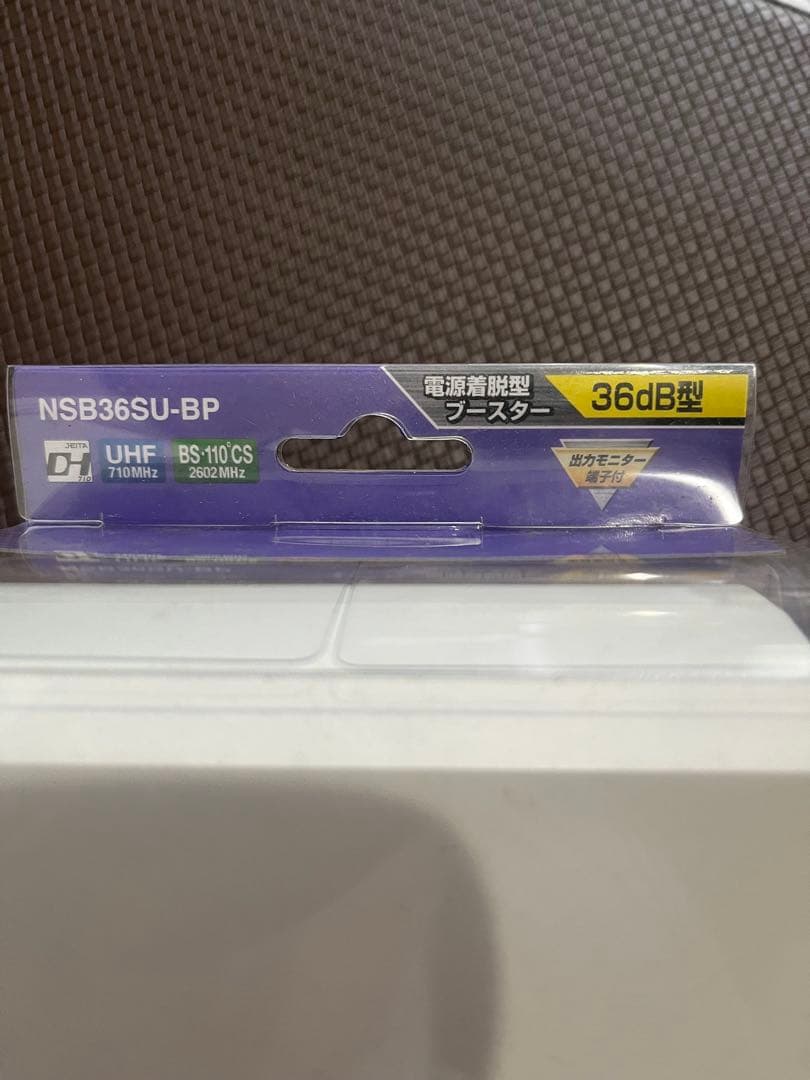 NSB36SU-BP
電源着脱型
ブースター
36dB型
JEITA
DH
710
UHF
710MHz
BS・110°CS
2602MHz
出力モニター
端子付